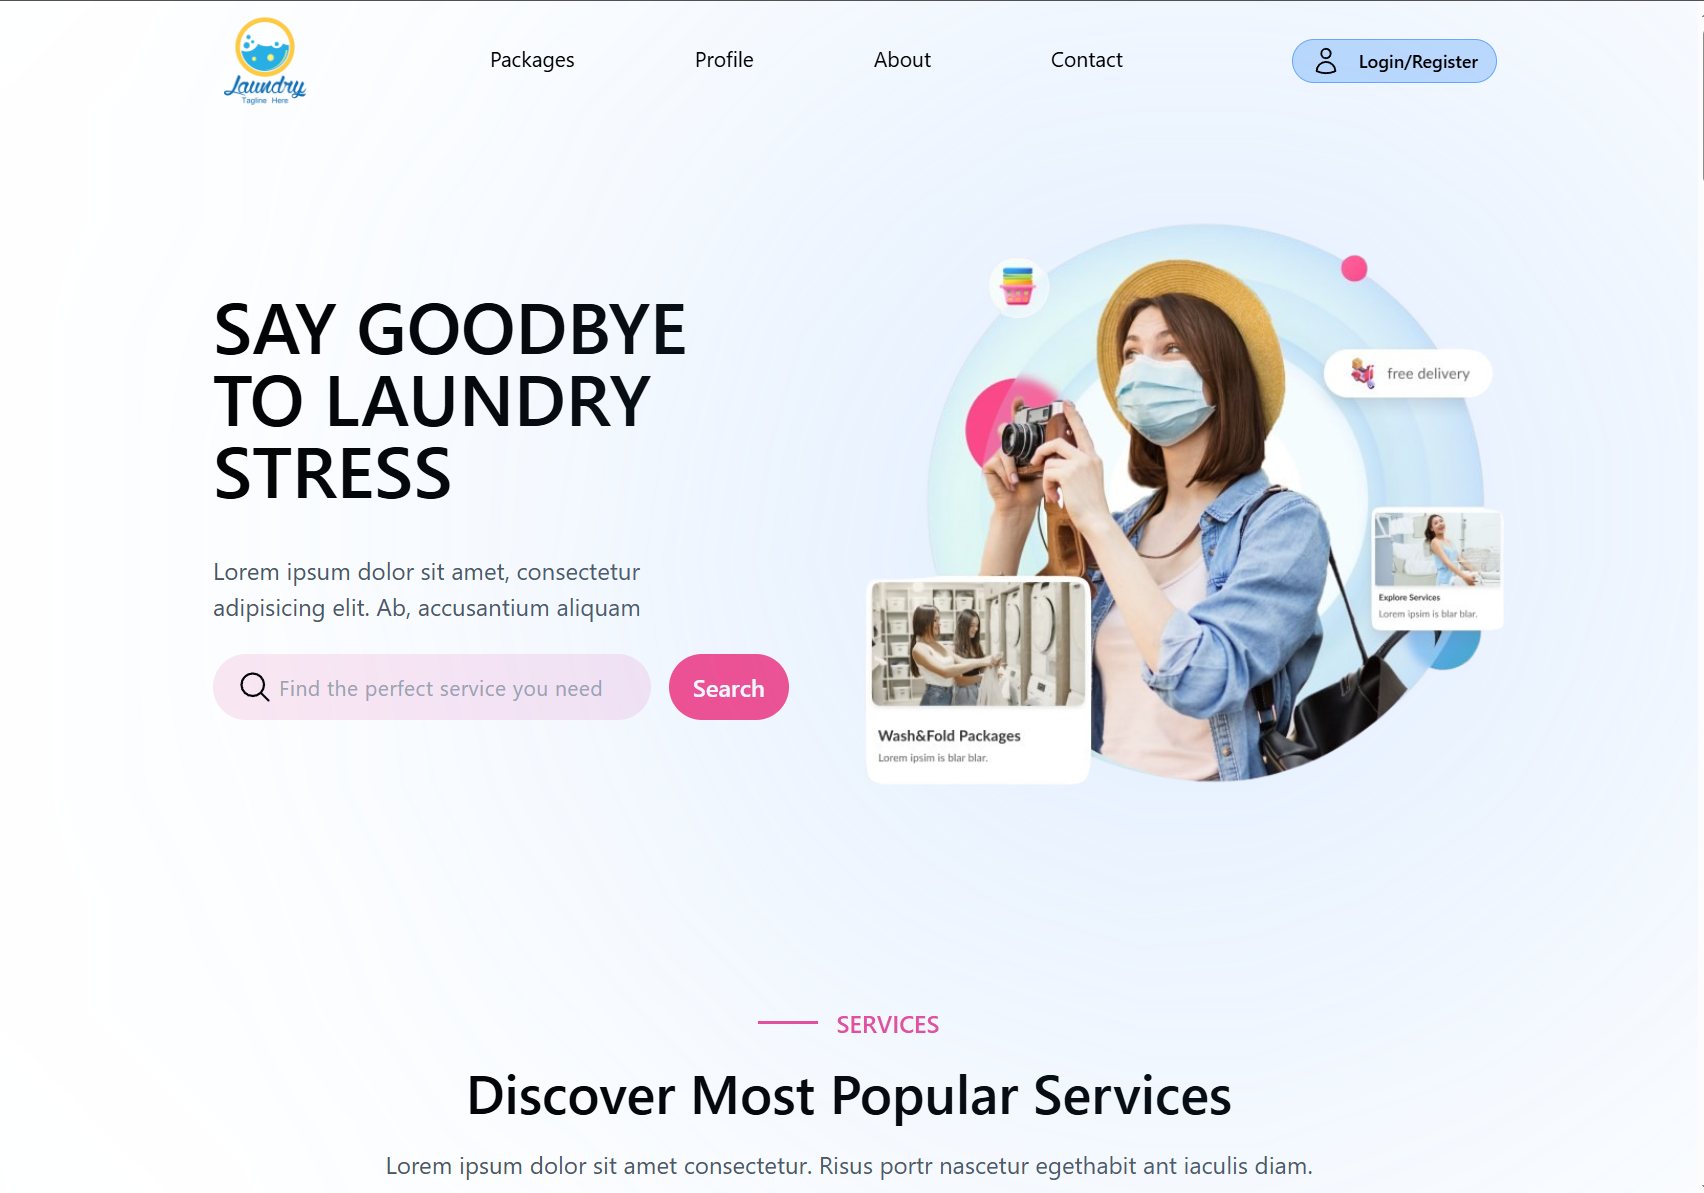 Laundry
Tagline Here
Packages
Profile
About
Contact
Login/Register
SAY GOODBYE
TO LAUNDRY
STRESS
Lorem ipsum dolor sit amet, consectetur
adipisicing elit. Ab, accusantium aliquam
Find the perfect service you need
Search
free delivery
Explore Services
Lorem ipsim is blar blar.
Wash&Fold Packages
Lorem ipsim is blar blar.
SERVICES
Discover Most Popular Services
Lorem ipsum dolor sit amet consectetur. Risus portr nascetur egethabit ant iaculis diam.